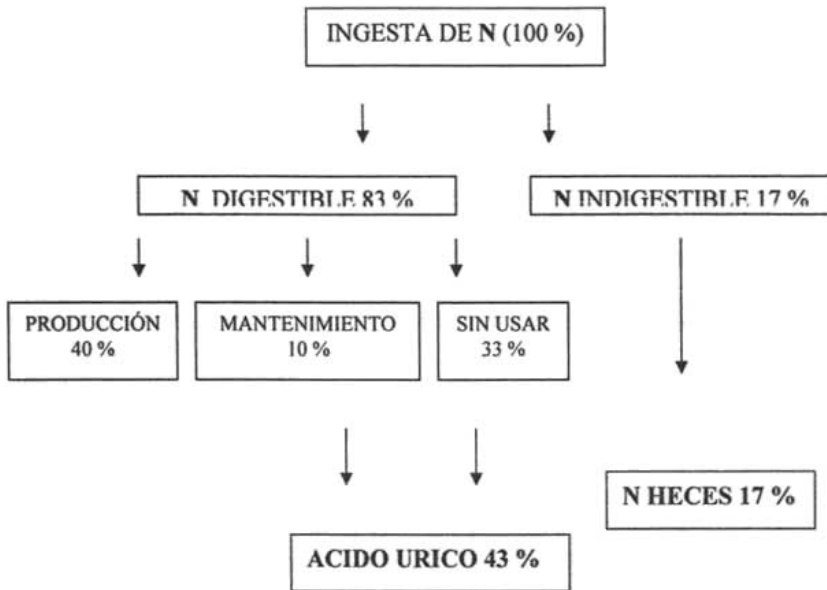 INGESTA DE N (100 %)
N DIGESTIBLE 83 %
N INDIGESTIBLE 17 %
PRODUCCIÓN
40 %
MANTENIMIENTO
10 %
SIN USAR
33 %
N HECES 17 %
ACIDO URICO 43 %